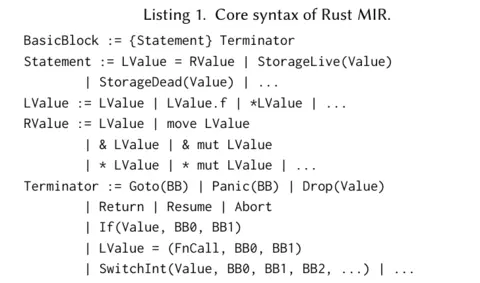 Listing 1. Core syntax of Rust MIR.
BasicBlock := {Statement} Terminator
Statement := LValue = RValue | StorageLive(Value)
| StorageDead(Value) | ...
LValue := LValue | LValue.f | *LValue | ...
RValue := LValue | move LValue
| & LValue | & mut LValue
| * LValue | * mut LValue | ...
Terminator := Goto(BB) | Panic(BB) | Drop(Value)
| Return | Resume | Abort
| If(Value, BB0, BB1)
| LValue = (FnCall, BB0, BB1)
| SwitchInt(Value, BB0, BB1, BB2, ...) | ...